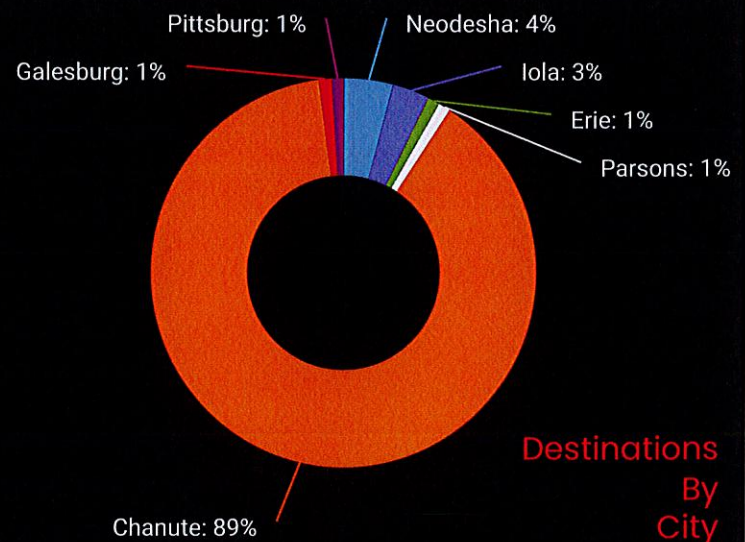 Pittsburg: 1%
Neodesha: 4%
Galesburg: 1%
Iola: 3%
Erie: 1%
Parsons: 1%
Destinations
By
City
Chanute: 89%